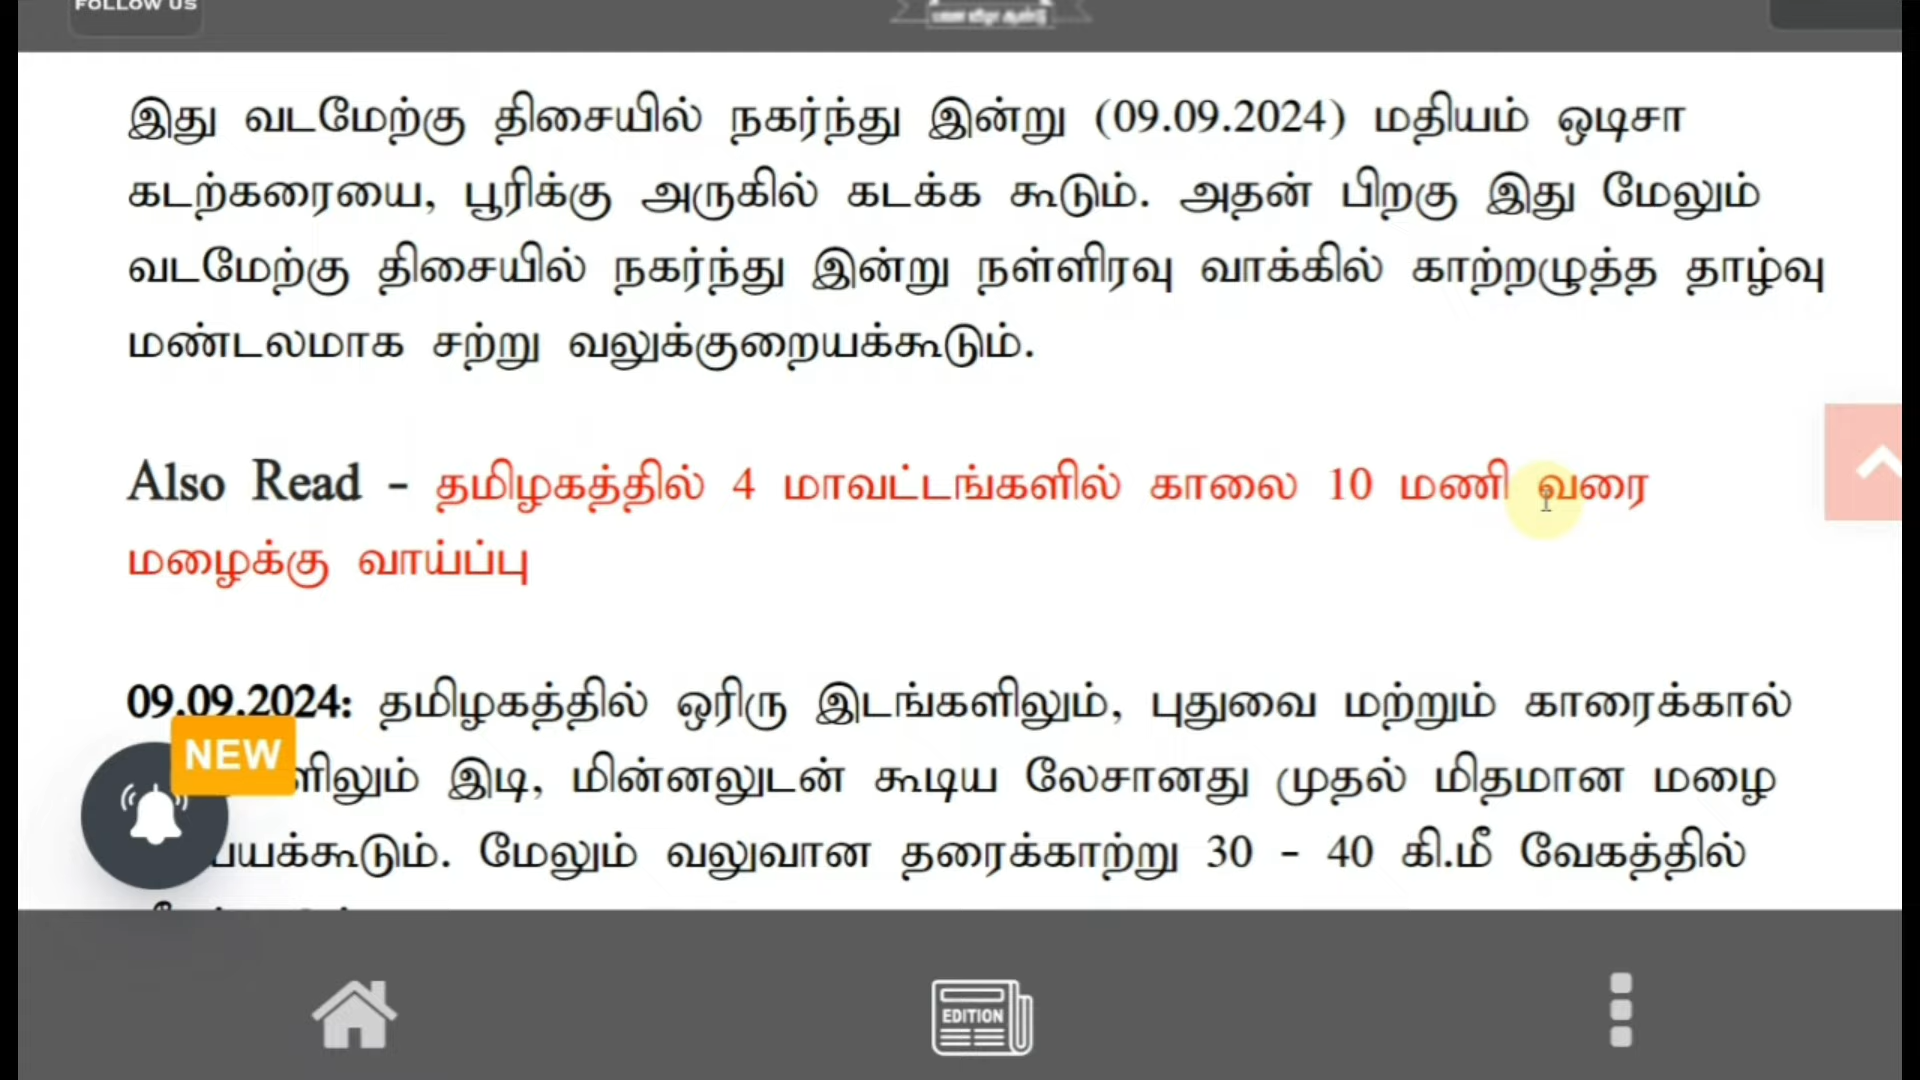 FOLLOW US
இது வடமேற்கு திசையில் நகர்ந்து இன்று (09.09.2024) மதியம் ஒடிசா
கடற்கரையை, பூரிக்கு அருகில் கடக்க கூடும். அதன் பிறகு இது மேலும்
வடமேற்கு திசையில் நகர்ந்து இன்று நள்ளிரவு வாக்கில் காற்றழுத்த தாழ்வு
மண்டலமாக சற்று வலுக்குறையக்கூடும்.
Also Read - தமிழகத்தில் 4 மாவட்டங்களில் காலை 10 மணி வரை
மழைக்கு வாய்ப்பு
09.09.2024: தமிழகத்தில் ஒரிரு இடங்களிலும், புதுவை மற்றும் காரைக்கால்
NEW
இடி, மின்னலுடன் கூடிய லேசானது முதல் மிதமான மழை
மேலும் வலுவான தரைக்காற்று 30 - 40 கி.மீ வேகத்தில்
EDITION